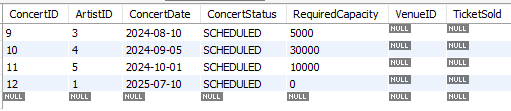 ConcertID ArtistID ConcertDate ConcertStatus RequiredCapacity VenueID TicketSold
9 3 2024-08-10 SCHEDULED 5000 NULL NULL
10 4 2024-09-05 SCHEDULED 30000 NULL NULL
11 5 2024-10-01 SCHEDULED 10000 NULL NULL
12 1 2025-07-10 SCHEDULED 0 NULL NULL
NULL NULL NULL NULL NULL NULL NULL